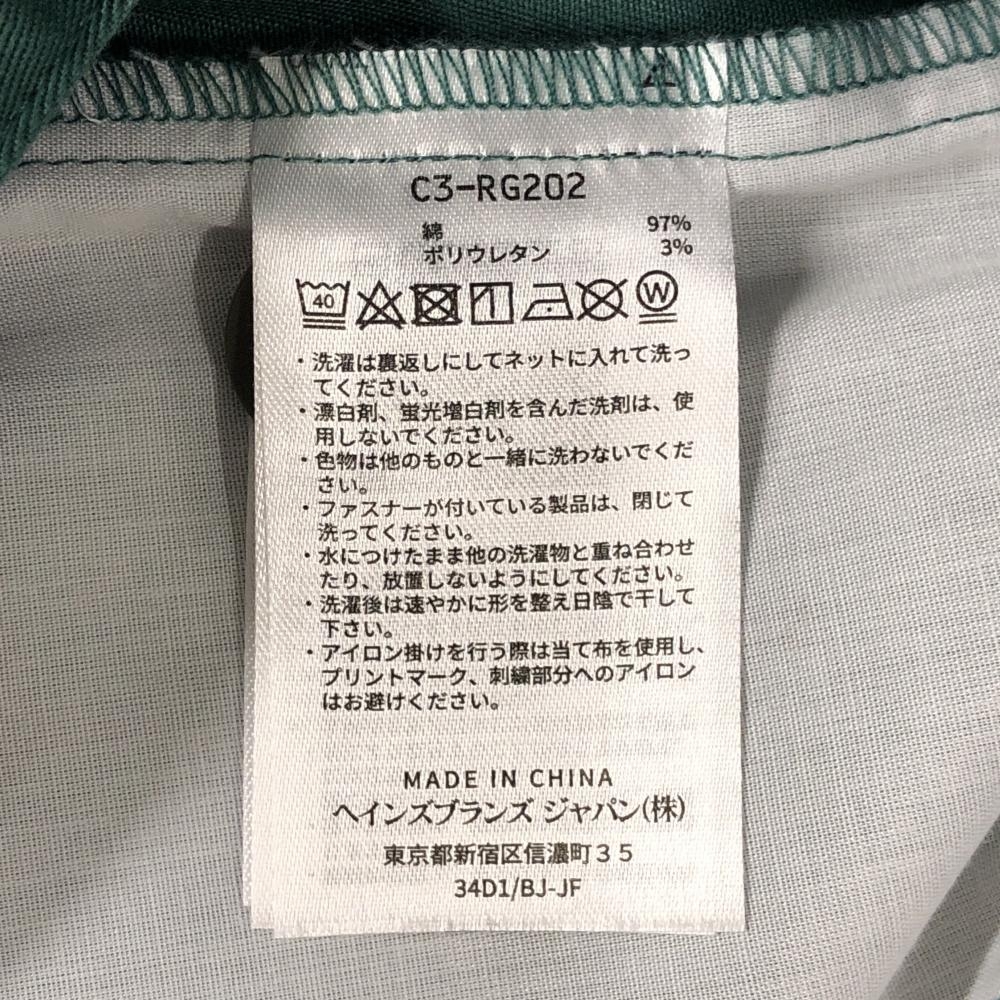 C3-RG202
綿 97%
ポリウレタン 3%
40
W
・洗濯は裏返しにしてネットに入れて洗っ
てください。
・漂白剤、蛍光増白剤を含んだ洗剤は、使
用しないでください。
・色物は他のものと一緒に洗わないでくだ
さい。
・ファスナーが付いている製品は、閉じて
洗ってください。
・水につけたまま他の洗濯物と重ね合わせ
たり、放置しないようにしてください。
・洗濯後は速やかに形を整え日陰で干して
下さい。
・アイロン掛けを行う際は当て布を使用し、
プリントマーク、刺繍部分へのアイロン
はお避けください。
MADE IN CHINA
ヘインズブランズ ジャパン(株)
東京都新宿区信濃町３５
34D1/BJ-JF